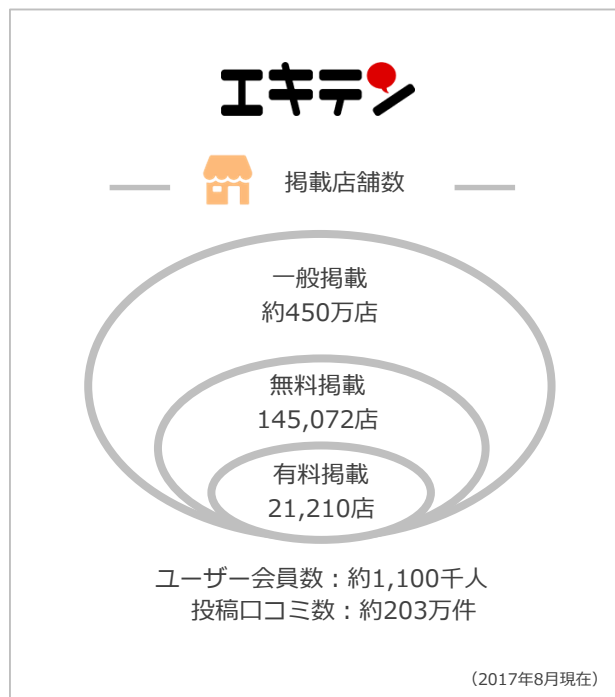 エキテン
掲載店舗数
一般掲載
約450万店
無料掲載
145,072店
有料掲載
21,210店
ユーザー会員数：約1,100千人
投稿口コミ数：約203万件
（2017年8月現在）